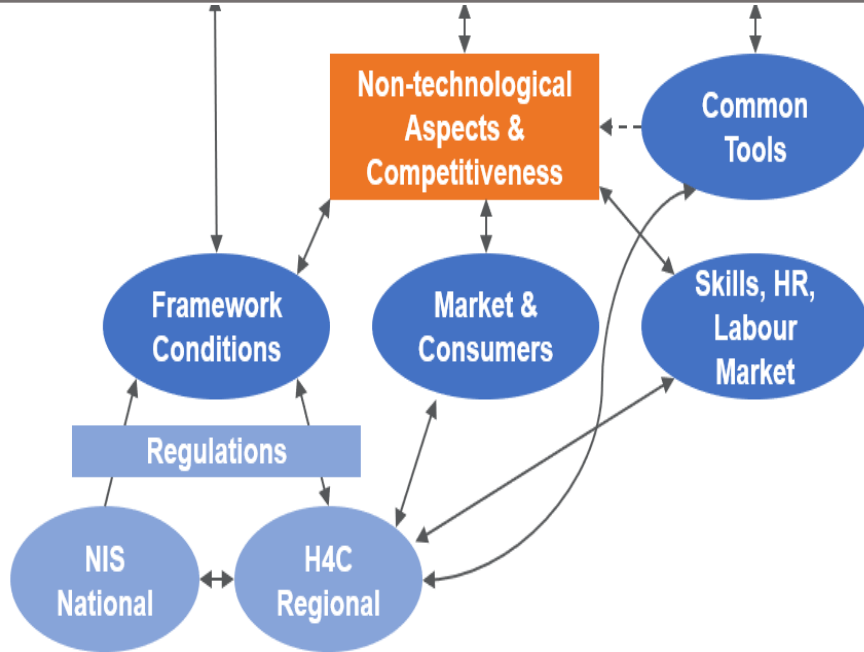 Non-technological
Aspects &
Competitiveness
Common
Tools
Framework
Conditions
Market &
Consumers
Skills, HR,
Labour
Market
Regulations
NIS
National
H4C
Regional